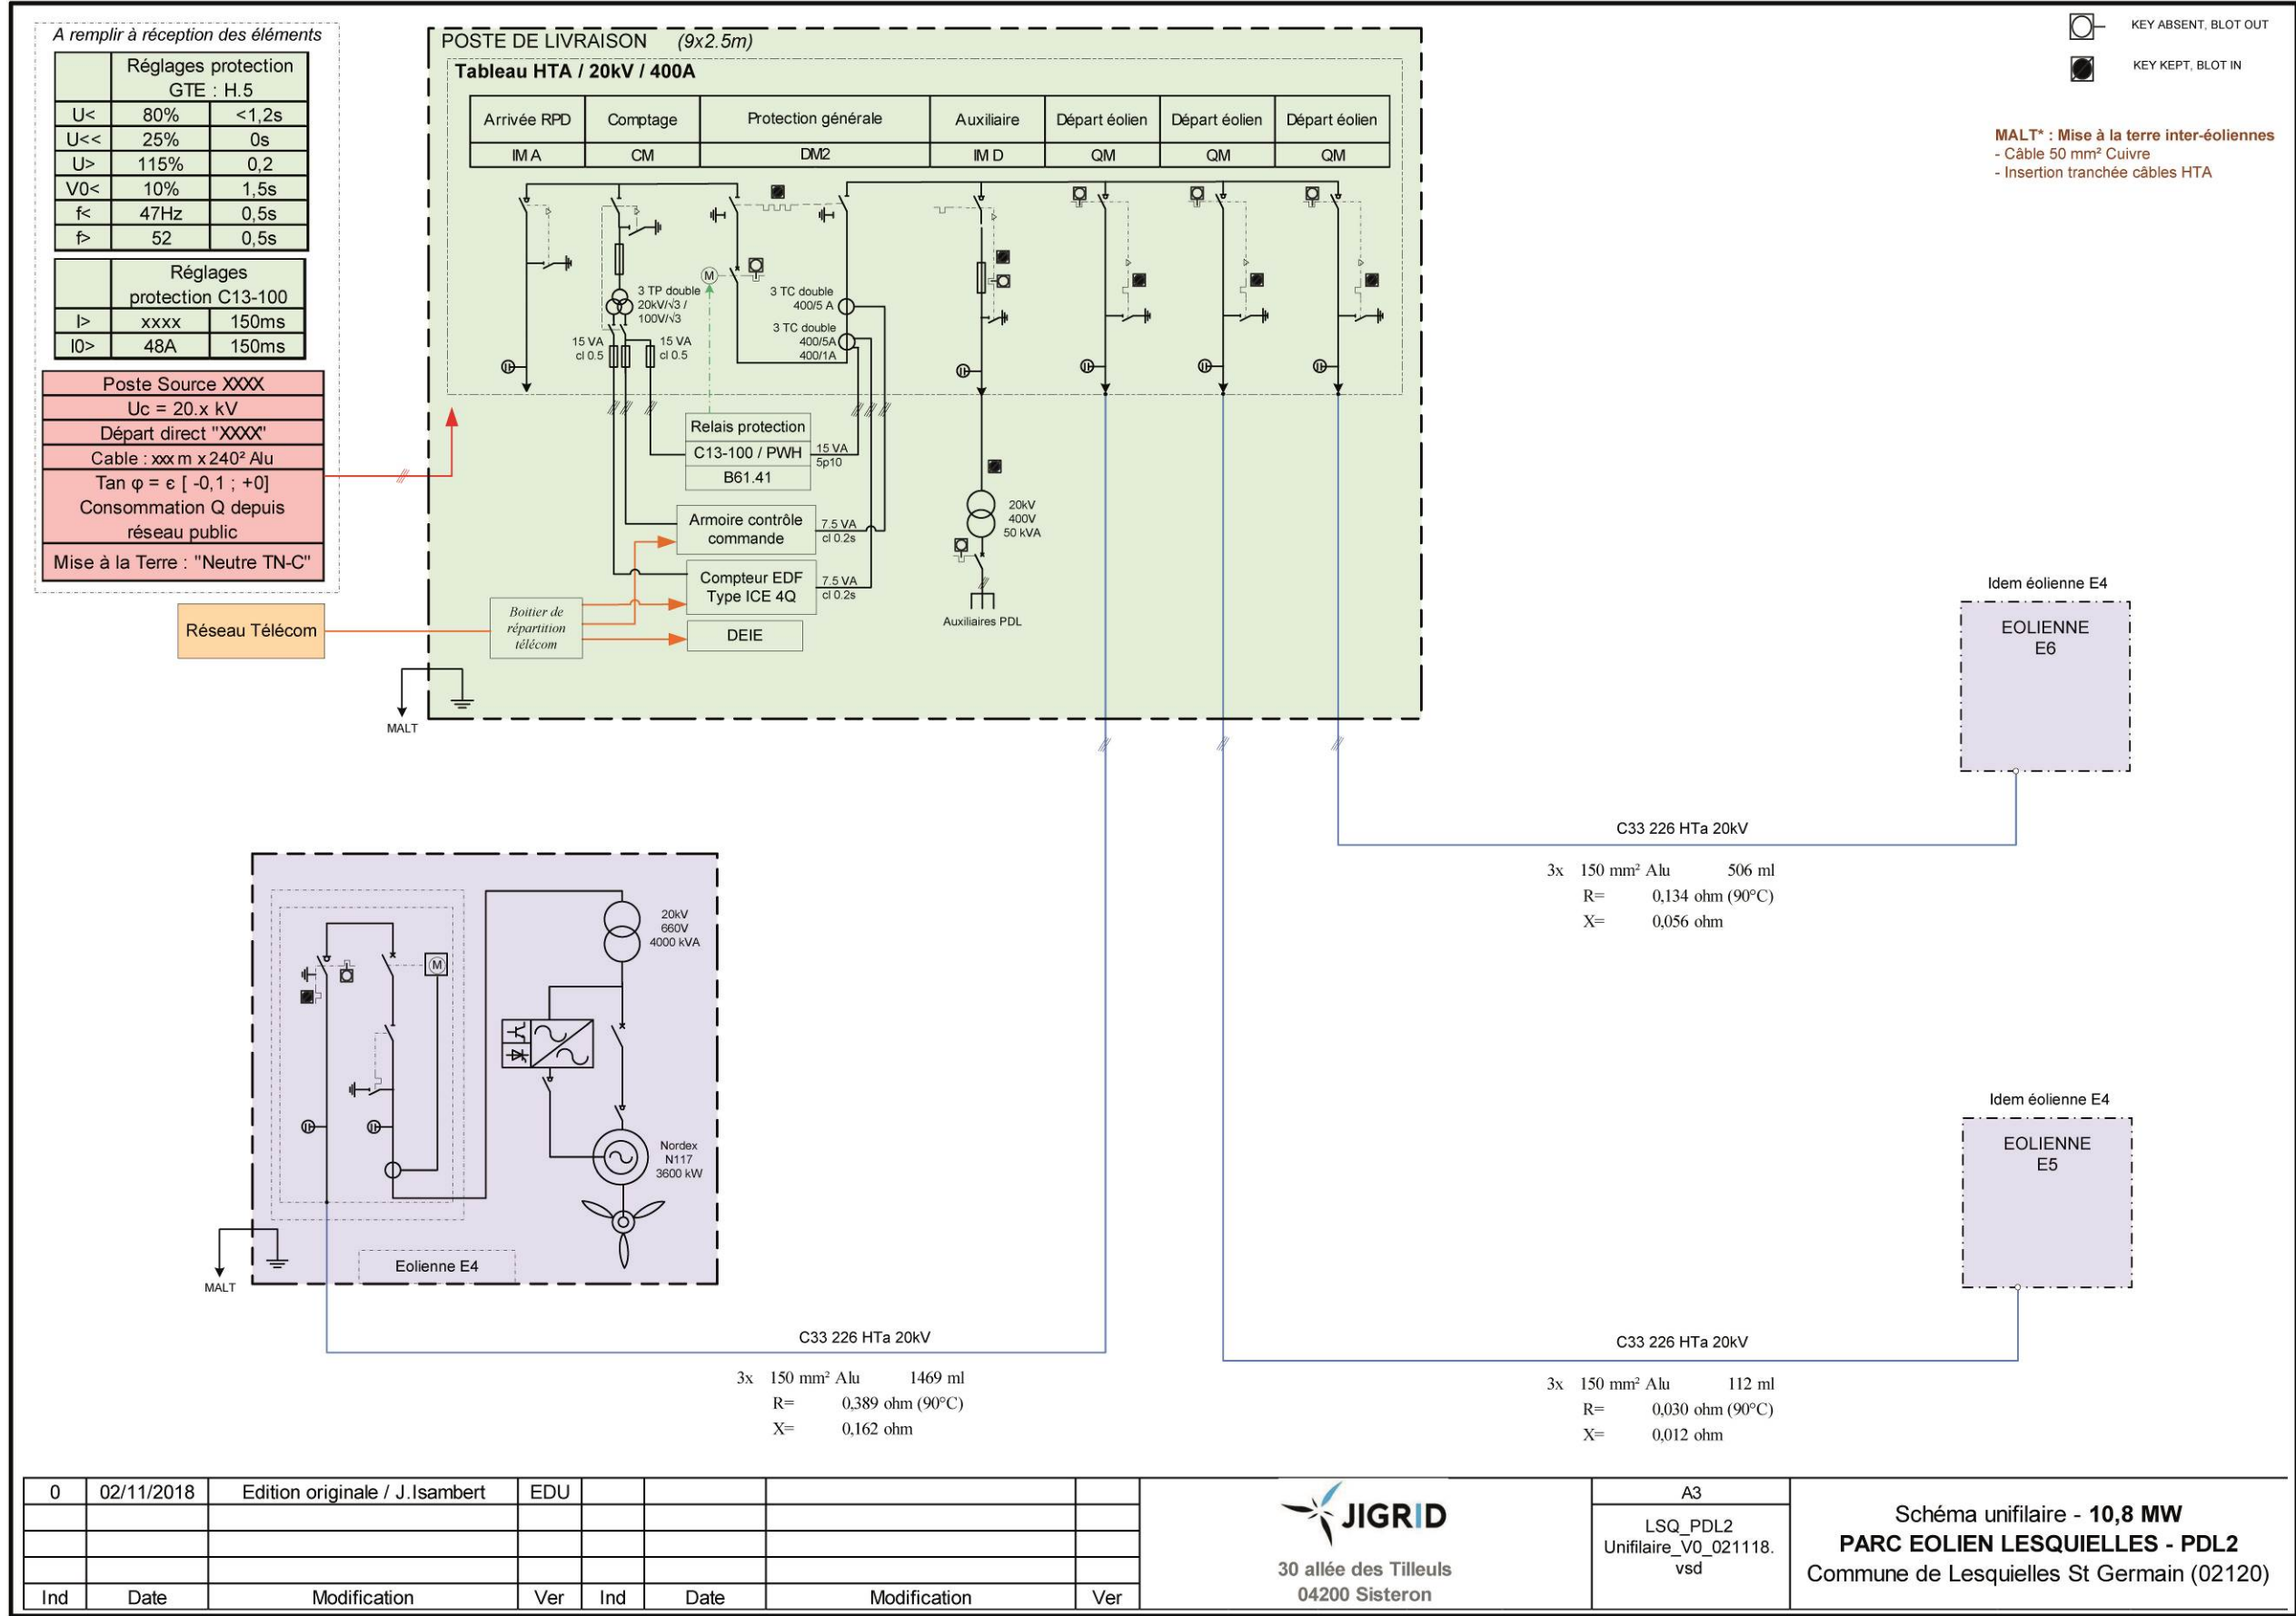 A remplir à réception des éléments
Réglages protection
GTE : H.5
U< 80% <1,2s
U<< 25% 0s
U> 115% 0,2
V0< 10% 1,5s
f< 47Hz 0,5s
f> 52 0,5s
Réglages
protection C13-100
I> xxxx 150ms
I0> 48A 150ms
Poste Source XXXX
Uc = 20.x kV
Départ direct "XXXX"
Cable : xxx m x 240² Alu
Tan φ = ε [ -0,1 ; +0]
Consommation Q depuis
réseau public
Mise à la Terre : "Neutre TN-C"
Réseau Télécom
POSTE DE LIVRAISON (9x2.5m)
Tableau HTA / 20kV / 400A
Arrivée RPD Comptage Protection générale Auxiliaire Départ éolien Départ éolien Départ éolien
IM A CM DM2 IM D QM QM QM
M
3 TP double
20kV/√3 /
100V/√3
15 VA
cl 0.5
15 VA
cl 0.5
3 TC double
400/5 A
3 TC double
400/5A
400/1A
Relais protection
C13-100 / PWH
B61.41
15 VA
5p10
Armoire contrôle
commande
7.5 VA
cl 0.2s
Compteur EDF
Type ICE 4Q
7.5 VA
cl 0.2s
DEIE
Boitier de
répartition
télécom
20kV
400V
50 kVA
Auxiliaires PDL
MALT
KEY ABSENT, BLOT OUT
KEY KEPT, BLOT IN
MALT* : Mise à la terre inter-éoliennes
- Câble 50 mm² Cuivre
- Insertion tranchée câbles HTA
Idem éolienne E4
EOLIENNE
E6
C33 226 HTa 20kV
3x 150 mm² Alu 506 ml
R= 0,134 ohm (90°C)
X= 0,056 ohm
20kV
660V
4000 kVA
M
Nordex
N117
3600 kW
Eolienne E4
MALT
C33 226 HTa 20kV
3x 150 mm² Alu 1469 ml
R= 0,389 ohm (90°C)
X= 0,162 ohm
Idem éolienne E4
EOLIENNE
E5
C33 226 HTa 20kV
3x 150 mm² Alu 112 ml
R= 0,030 ohm (90°C)
X= 0,012 ohm
0 02/11/2018 Edition originale / J.Isambert EDU
Ind Date Modification Ver Ind Date Modification Ver
JIGRID
30 allée des Tilleuls
04200 Sisteron
A3
LSQ_PDL2
Unifilaire_V0_021118.
vsd
Schéma unifilaire - 10,8 MW
PARC EOLIEN LESQUIELLES - PDL2
Commune de Lesquielles St Germain (02120)